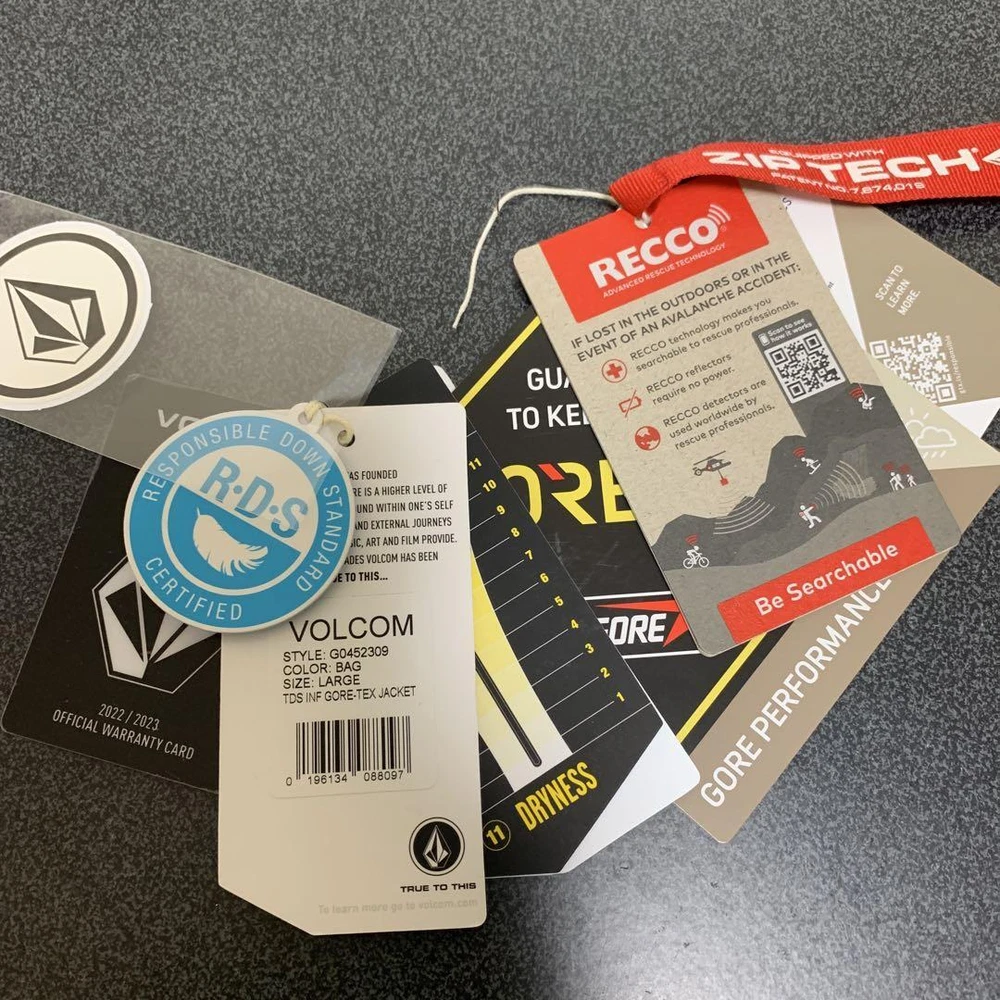 EQUIPPED WITH
ZIP TECH
PATENT NO. 7,674,019
RECCO
ADVANCED RESCUE TECHNOLOGY
IF LOST IN THE OUTDOORS OR IN THE
EVENT OF AN AVALANCHE ACCIDENT:
RECCO technology makes you
searchable to rescue professionals.
RECCO reflectors
require no power.
RECCO detectors are
used worldwide by
rescue professionals.
Scan to see
how it works
Be Searchable
SCAN TO
LEARN
MORE.
GORE PERFORMANCE
GUA
TO KE
ORE
GORE
11
10
9
8
7
6
5
4
3
2
1
11 DRYNESS
VO
RESPONSIBLE DOWN STANDARD
R·D·S
CERTIFIED
2022 / 2023
OFFICIAL WARRANTY CARD
AS FOUNDED
RE IS A HIGHER LEVEL OF
UND WITHIN ONE'S SELF
AND EXTERNAL JOURNEYS
IC, ART AND FILM PROVIDE.
ADES VOLCOM HAS BEEN
E TO THIS...
VOLCOM
STYLE: G0452309
COLOR: BAG
SIZE: LARGE
TDS INF GORE-TEX JACKET
0 196134 088097
TRUE TO THIS
To learn more go to volcom.com